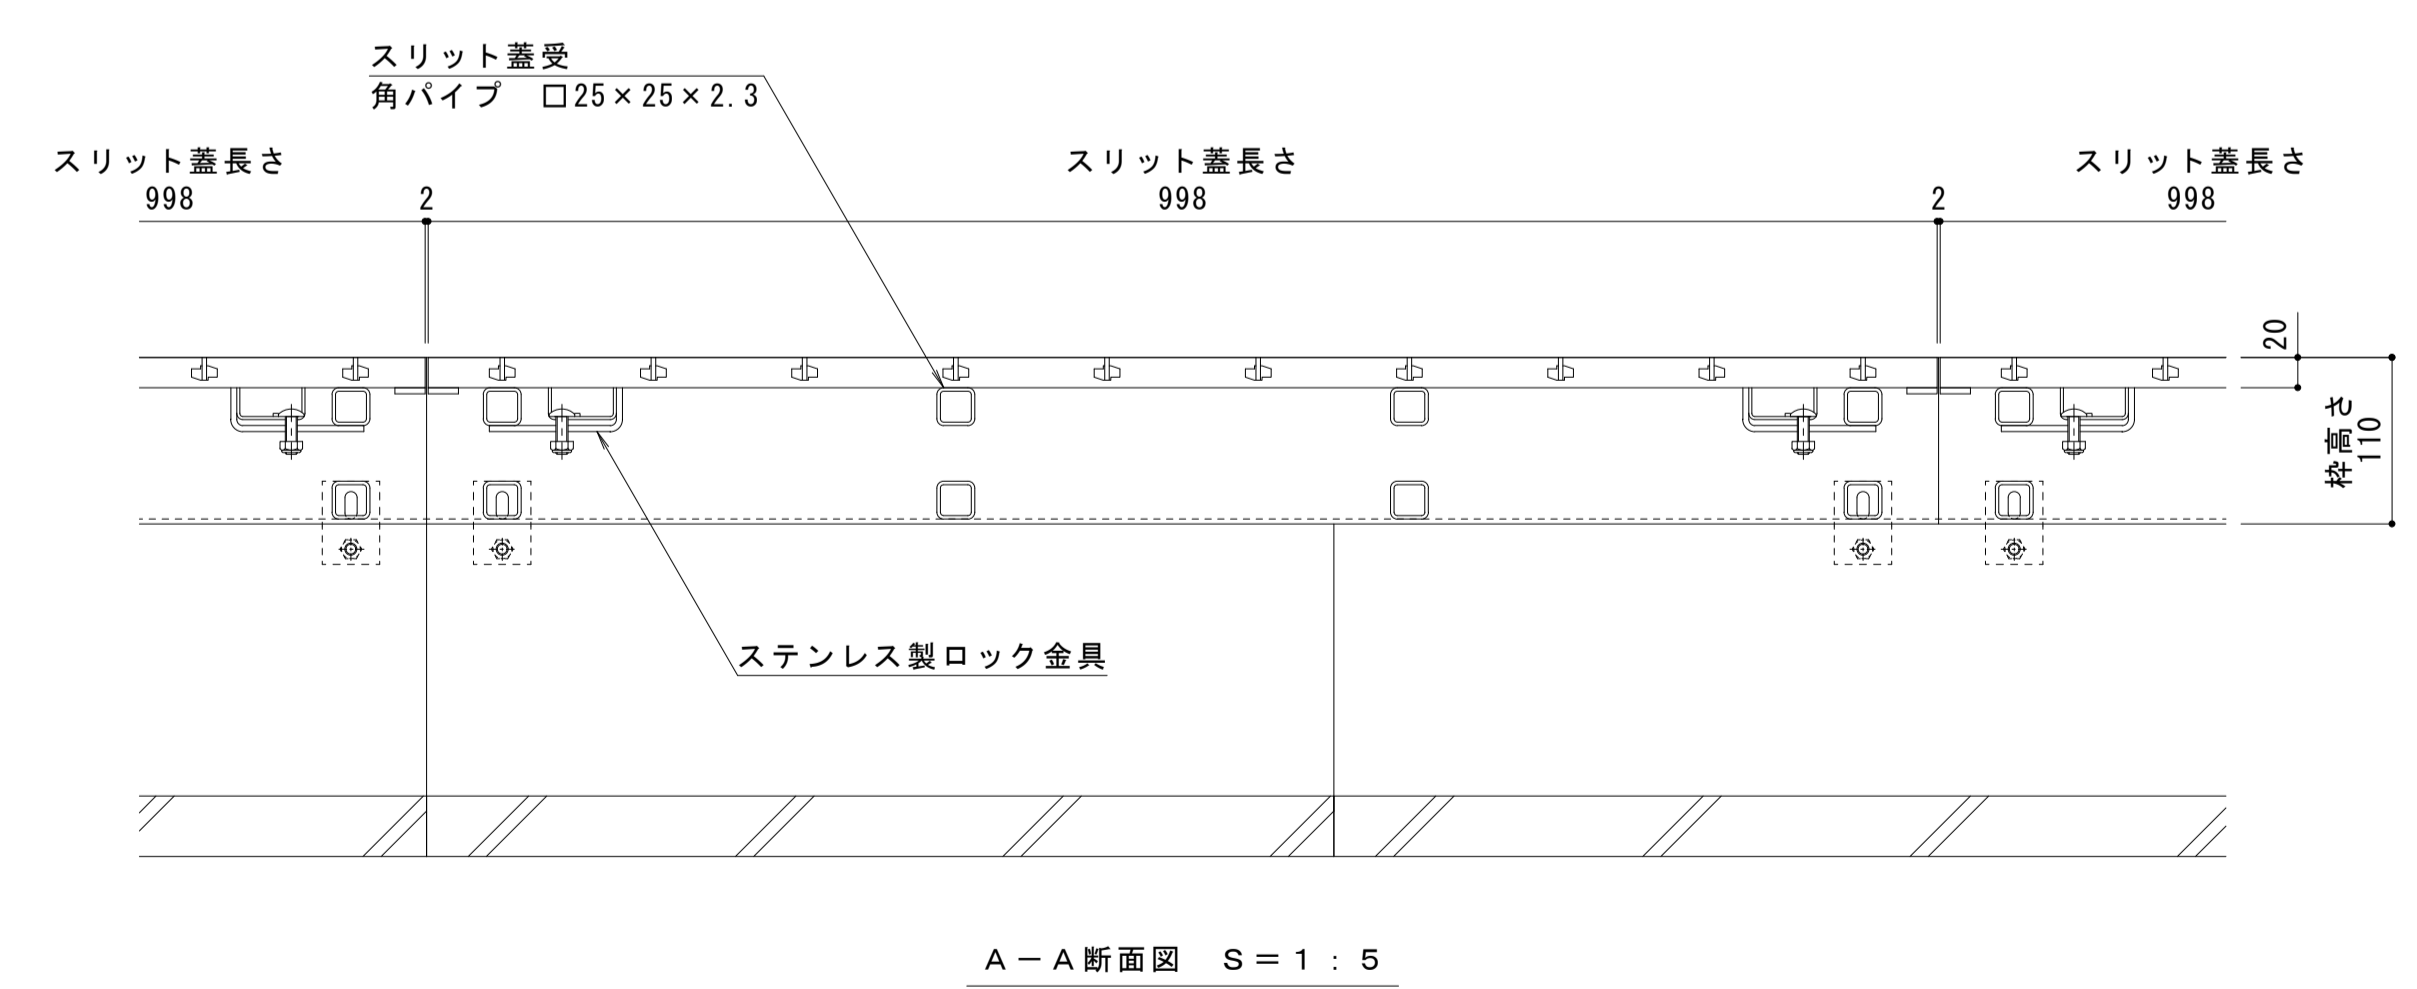 スリット蓋受
角パイプ　□25×25×2.3
スリット蓋長さ
998
2
スリット蓋長さ
998
2
スリット蓋長さ
998
20
枠高さ
110
ステンレス製ロック金具
A－A断面図　S＝1：5